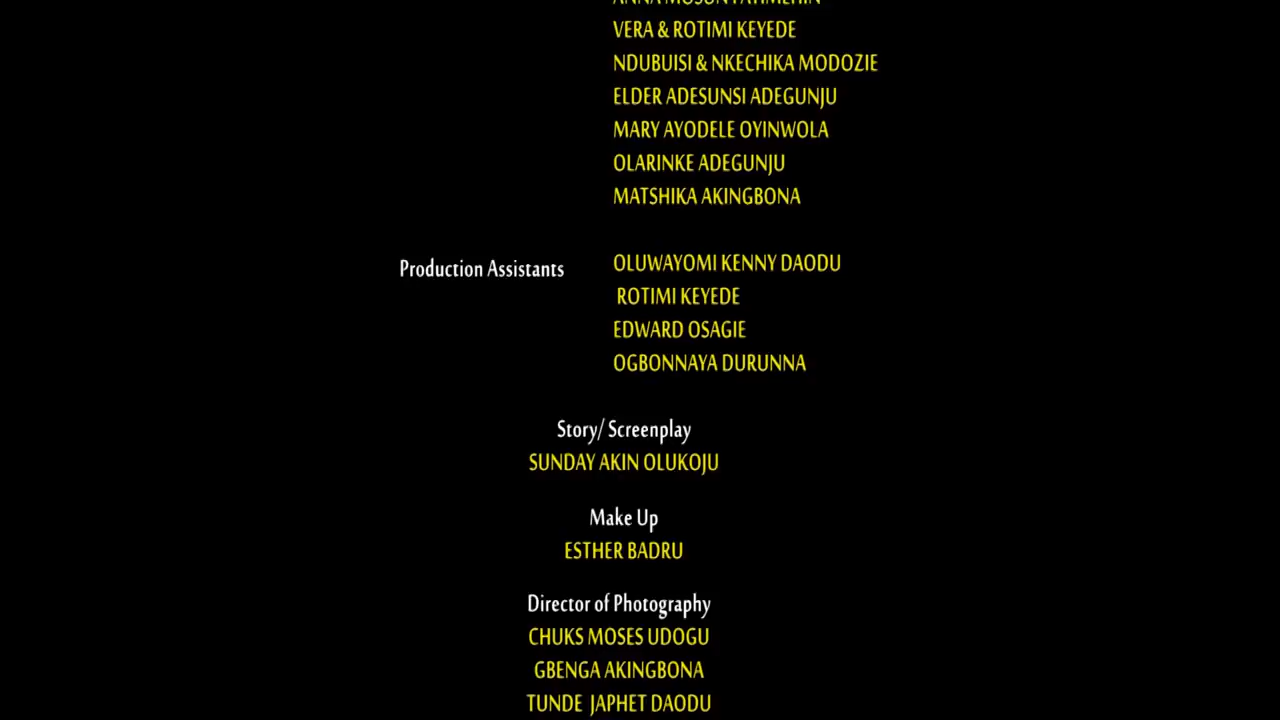 VERA & ROTIMI KEYEDE
NDUBUISI & NKECHIKA MODOZIE
ELDER ADESUNSI ADEGUNJU
MARY AYODELE OYINWOLA
OLARINKE ADEGUNJU
MATSHIKA AKINGBONA
Production Assistants OLUWAYOMI KENNY DAODU
ROTIMI KEYEDE
EDWARD OSAGIE
OGBONNAYA DURUNNA
Story/ Screenplay
SUNDAY AKIN OLUKOJU
Make Up
ESTHER BADRU
Director of Photography
CHUKS MOSES UDOGU
GBENGA AKINGBONA
TUNDE JAPHET DAODU